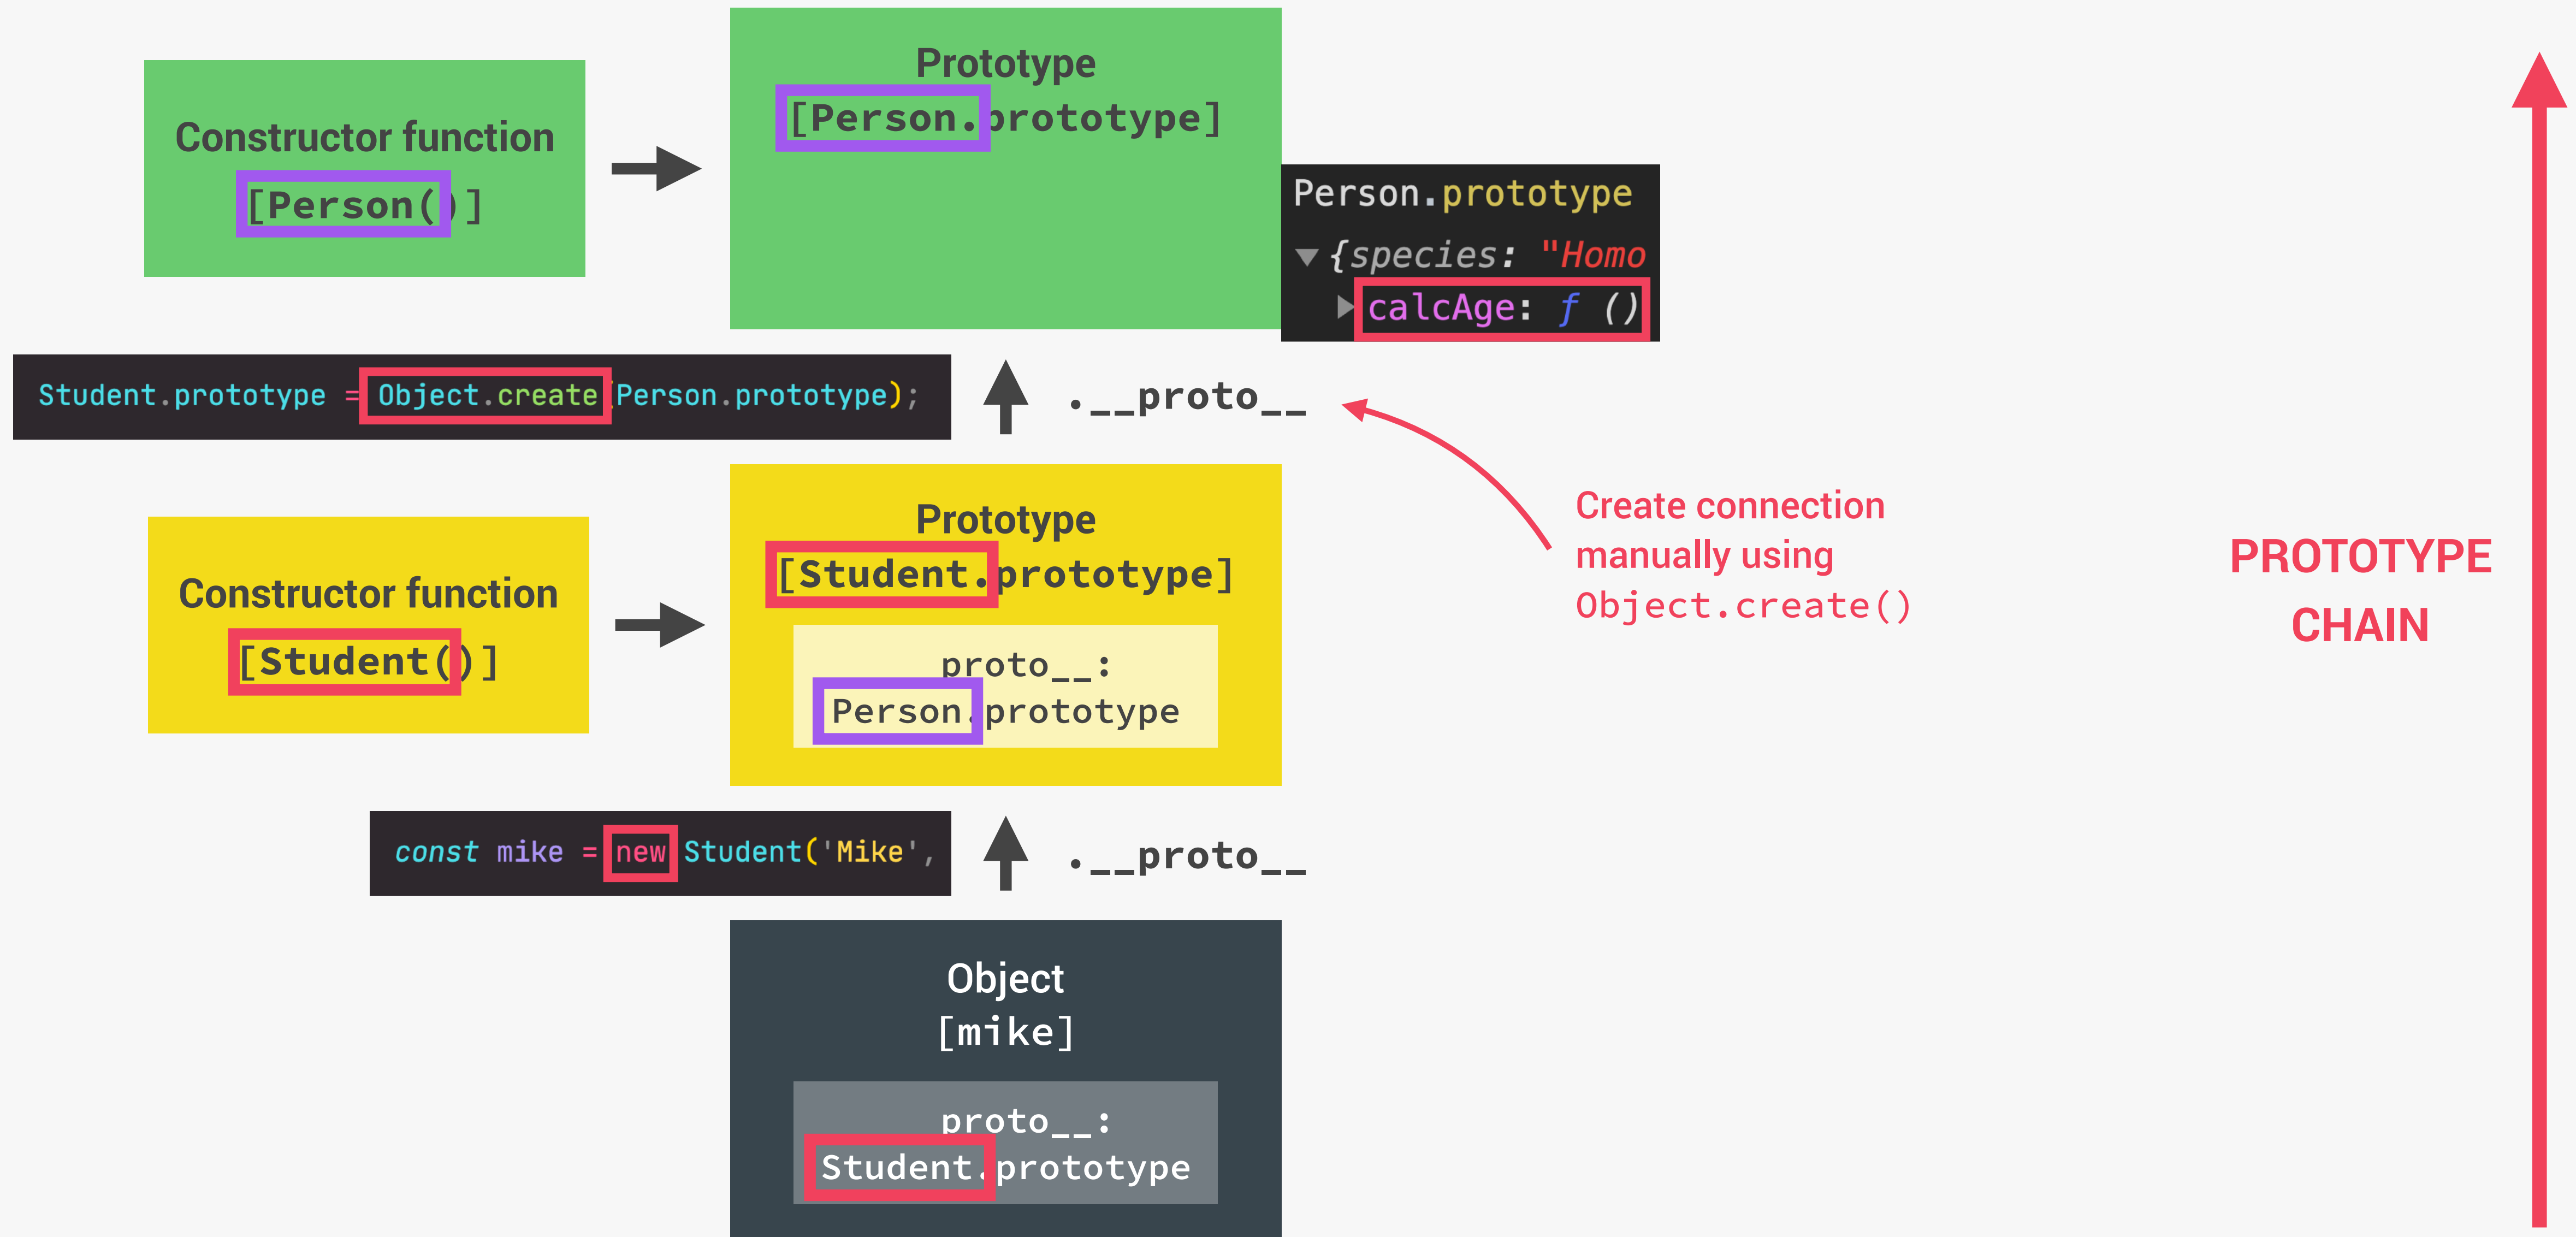 Constructor function
[Person()]
Prototype
[Person.prototype]
Person.prototype
{species: "Homo
calcAge: ƒ ()
Student.prototype = Object.create(Person.prototype);
.__proto__
Create connection
manually using
Object.create()
PROTOTYPE
CHAIN
Constructor function
[Student()]
Prototype
[Student.prototype]
proto__:
Person.prototype
const mike = new Student('Mike',
.__proto__
Object
[mike]
proto__:
Student.prototype